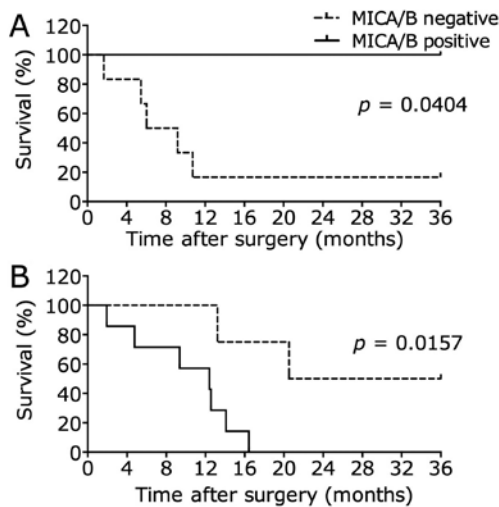 A
MICA/B negative
MICA/B positive
Survival (%)
120
100
80
60
40
20
0
p = 0.0404
0 4 8 12 16 20 24 28 32 36
Time after surgery (months)
B
Survival (%)
120
100
80
60
40
20
0
p = 0.0157
0 4 8 12 16 20 24 28 32 36
Time after surgery (months)